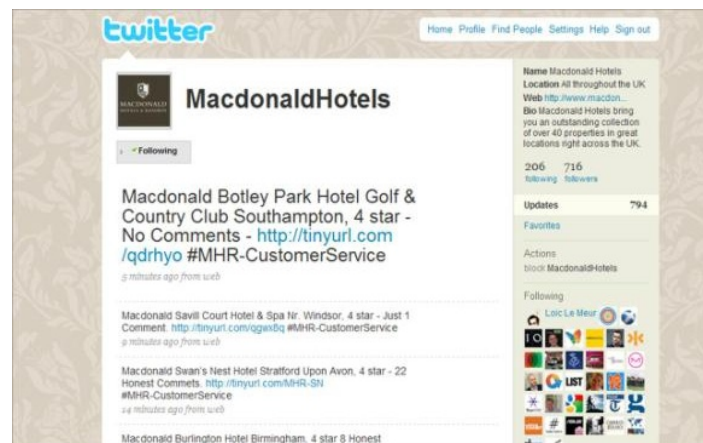 twitter
Home Profile Find People Settings Help Sign out
MACDONALD
HOTELS & RESORTS
MacdonaldHotels
Following
Macdonald Botley Park Hotel Golf &
Country Club Southampton, 4 star -
No Comments - http://tinyurl.com
/qdrhyo #MHR-CustomerService
5 minutes ago from web
Macdonald Savill Court Hotel & Spa Nr. Windsor, 4 star - Just 1
Comment. http://tinyurl.com/qgwx6q #MHR-CustomerService
9 minutes ago from web
Macdonald Swan's Nest Hotel Stratford Upon Avon, 4 star - 22
Honest Commets. http://tinyurl.com/MHR-SN
#MHR-CustomerService
14 minutes ago from web
Macdonald Burlington Hotel Birmingham, 4 star 8 Honest
Name Macdonald Hotels
Location All throughout the UK
Web http://www.macdon...
Bio Macdonald Hotels bring
you an outstanding collection
of over 40 properties in great
locations right across the UK.
206 716
following followers
Updates 794
Favorites
Actions
block MacdonaldHotels
Following
Loic Le Meur
LIST